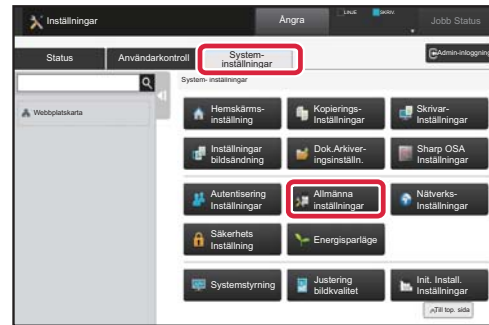 Inställningar
Ångra
LINJE
SKRIV
Jobb Status
Status
Användarkontroll
System-
inställningar
Admin-inloggning
System- inställningar
Webbplatskarta
Hemskärms-
inställning
Kopierings-
Inställningar
Skrivar-
Inställningar
Inställningar
bildsändning
Dok.Arkiver-
ingsinställn.
Sharp OSA
Inställningar
Autentisering
Inställningar
Allmänna
inställningar
Nätverks-
Inställningar
Säkerhets
Inställning
Energisparläge
Systemstyrning
Justering
bildkvalitet
Init. Install.
Inställningar
Till top. sida